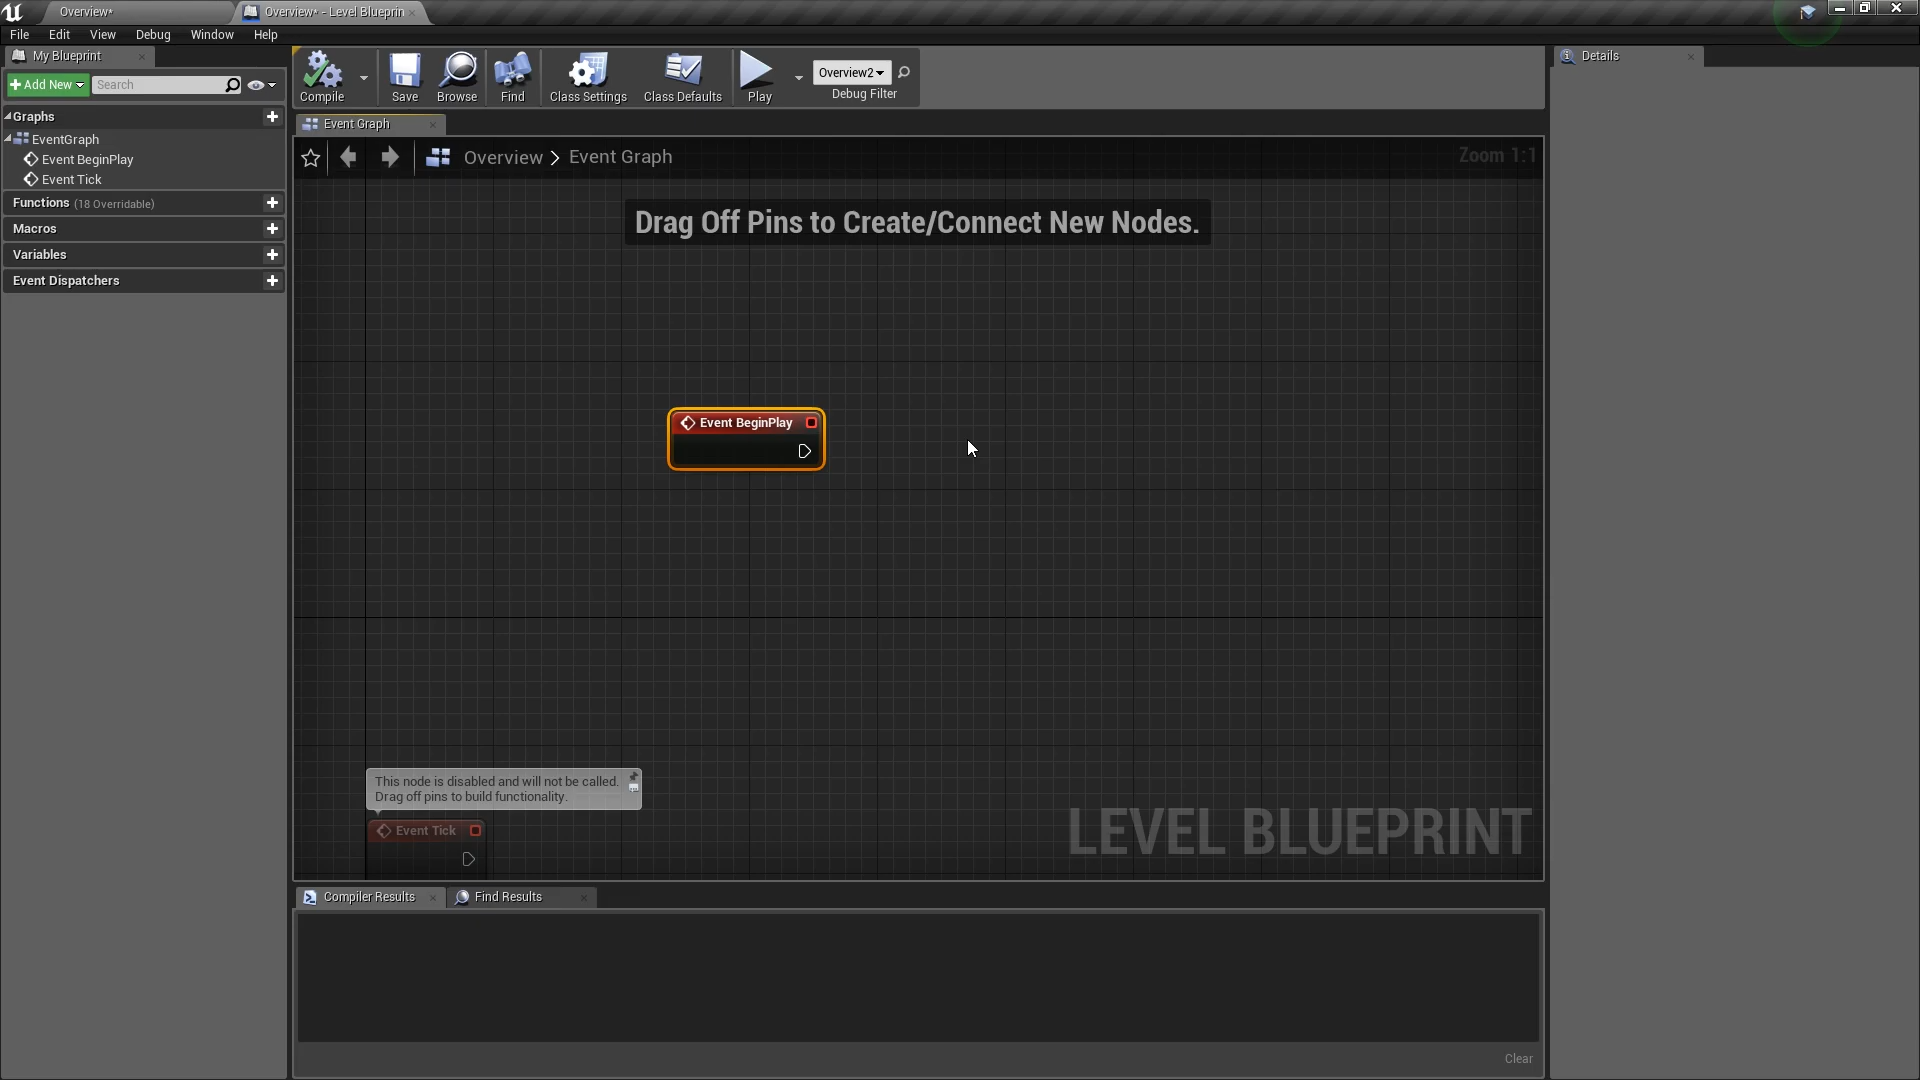 Overview*
Overview* - Level Blueprin
File Edit View Debug Window Help
My Blueprint
Add New
Search
Graphs
EventGraph
Event BeginPlay
Event Tick
Functions (18 Overridable)
Macros
Variables
Event Dispatchers
Compile
Save
Browse
Find
Class Settings
Class Defaults
Play
Overview2
Debug Filter
Event Graph
Overview > Event Graph
Zoom 1:1
Drag Off Pins to Create/Connect New Nodes.
Event BeginPlay
This node is disabled and will not be called.
Drag off pins to build functionality.
Event Tick
LEVEL BLUEPRINT
Compiler Results
Find Results
Clear
Details